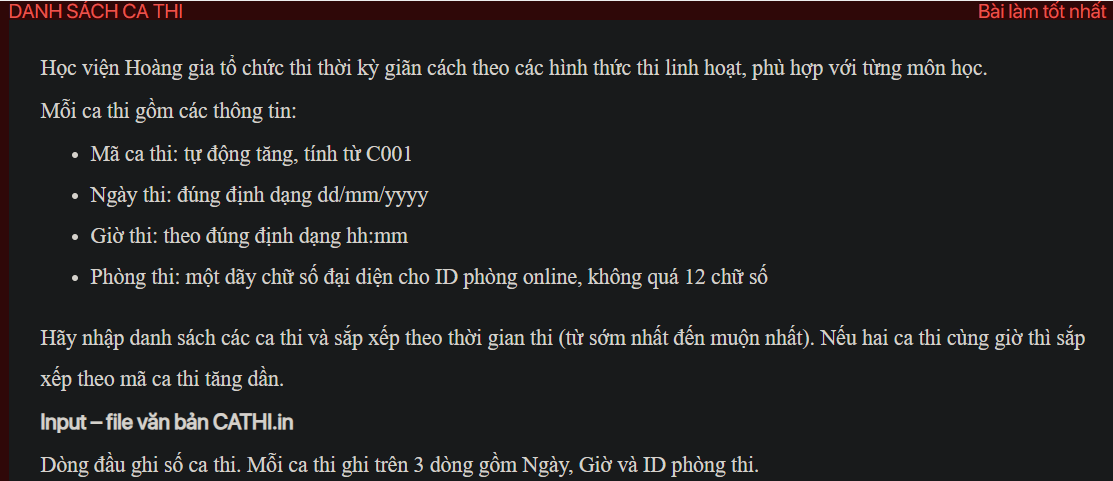 DANH SÁCH CA THI
Bài làm tốt nhất
Học viện Hoàng gia tổ chức thi thời kỳ giãn cách theo các hình thức thi linh hoạt, phù hợp với từng môn học.
Mỗi ca thi gồm các thông tin:
• Mã ca thi: tự động tăng, tính từ C001
• Ngày thi: đúng định dạng dd/mm/yyyy
• Giờ thi: theo đúng định dạng hh:mm
• Phòng thi: một dãy chữ số đại diện cho ID phòng online, không quá 12 chữ số
Hãy nhập danh sách các ca thi và sắp xếp theo thời gian thi (từ sớm nhất đến muộn nhất). Nếu hai ca thi cùng giờ thì sắp
xếp theo mã ca thi tăng dần.
Input – file văn bản CATHI.in
Dòng đầu ghi số ca thi. Mỗi ca thi ghi trên 3 dòng gồm Ngày, Giờ và ID phòng thi.